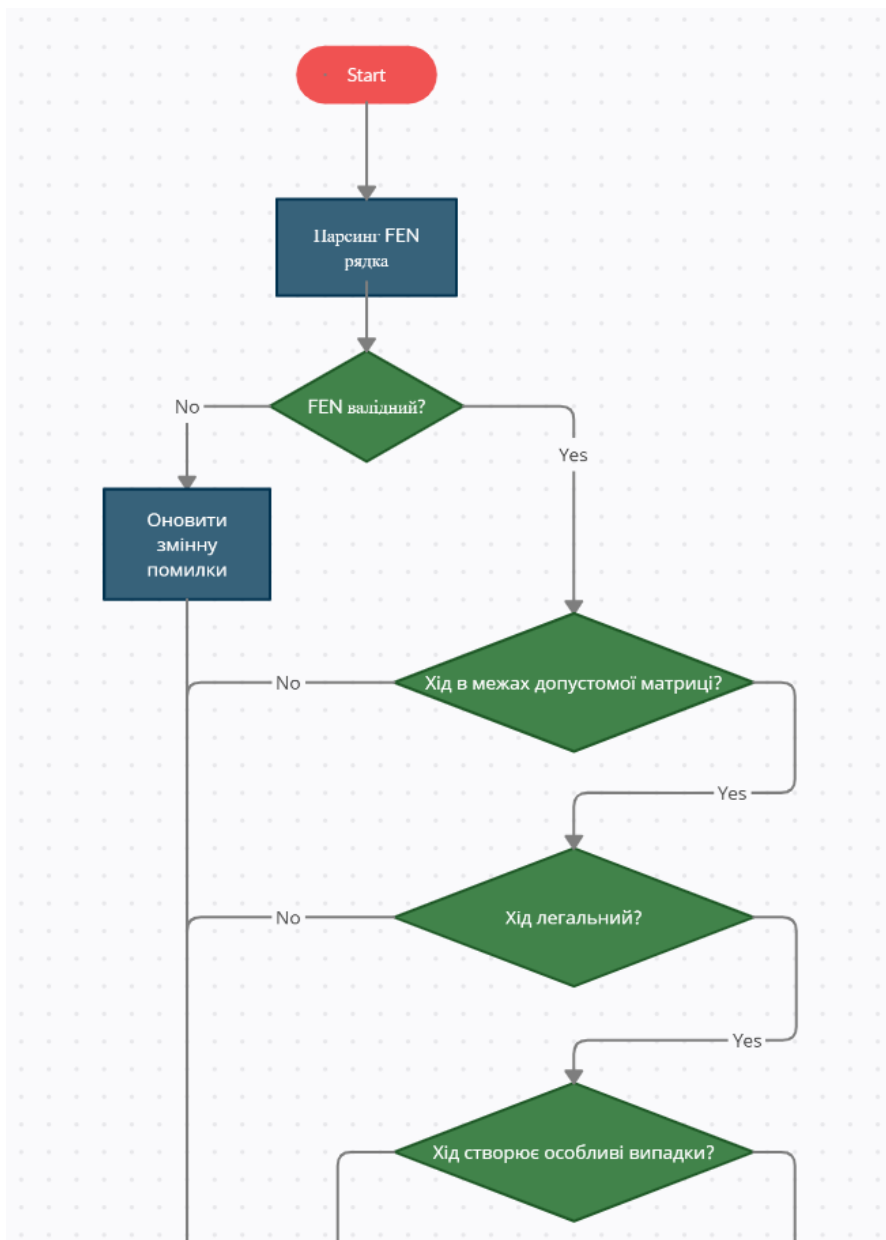 Start
Парсинг FEN
рядка
FEN валідний?
No
Yes
Оновити
змінну
помилки
Хід в межах допустомої матриці?
No
Yes
Хід легальний?
No
Yes
Хід створює особливі випадки?